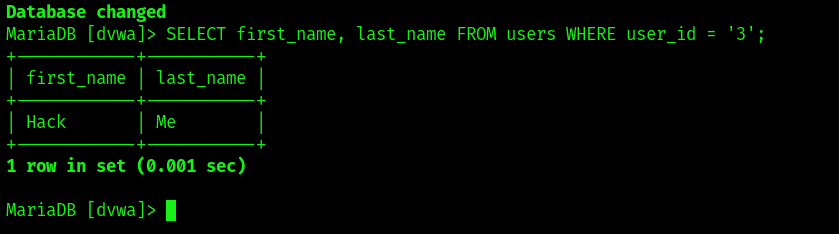 Database changed
MariaDB [dvwa]> SELECT first_name, last_name FROM users WHERE user_id = '3';
+------------+-----------+
| first_name | last_name |
+------------+-----------+
| Hack       | Me        |
+------------+-----------+
1 row in set (0.001 sec)
MariaDB [dvwa]>